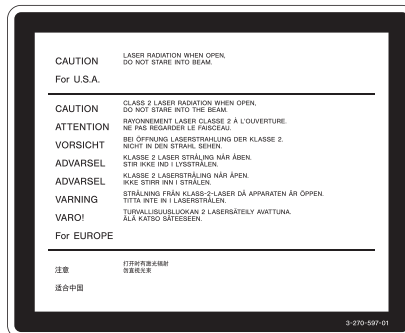 CAUTION LASER RADIATION WHEN OPEN,
DO NOT STARE INTO BEAM.
For U.S.A.
CAUTION CLASS 2 LASER RADIATION WHEN OPEN,
DO NOT STARE INTO THE BEAM.
ATTENTION RAYONNEMENT LASER CLASSE 2 À L'OUVERTURE.
NE PAS REGARDER LE FAISCEAU.
VORSICHT BEI ÖFFNUNG LASERSTRAHLUNG DER KLASSE 2.
NICHT IN DEN STRAHL SEHEN.
ADVARSEL KLASSE 2 LASER STRÅLING NÅR ÅBEN.
STIR IKKE IND I LYSSTRÅLEN.
ADVARSEL KLASSE 2 LASERSTRÅLING NÅR ÅPEN.
IKKE STIRR INN I STRÅLEN.
VARNING STRÅLNING FRÅN KLASS-2-LASER DÅ APPARATEN ÄR ÖPPEN.
TITTA INTE IN I LASERSTRÅLEN.
VARO! TURVALLISUUSLUOKAN 2 LASERSÄTEILY AVATTUNA.
ÄLÄ KATSO SÄTEESEEN.
For EUROPE
注意 打开时有激光辐射
勿直视光束
适合中国
3-270-597-01